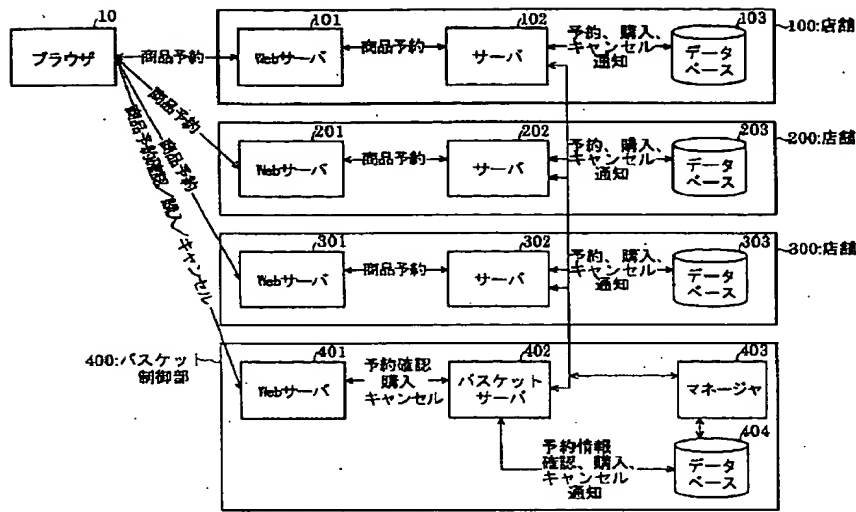 10
ブラウザ
商品予約
商品予約
商品予約
商品予約確認/購入/キャンセル
101
Webサーバ
商品予約
102
サーバ
予約、購入、
キャンセル
通知
103
データ
ベース
100:店舗
201
Webサーバ
商品予約
202
サーバ
予約、購入、
キャンセル
通知
203
データ
ベース
200:店舗
301
Webサーバ
商品予約
302
サーバ
予約、購入、
キャンセル
通知
303
データ
ベース
300:店舗
400:バスケット
制御部
401
Webサーバ
予約確認
購入
キャンセル
402
バスケット
サーバ
403
マネージャ
予約情報
確認、購入、
キャンセル
通知
404
データ
ベース